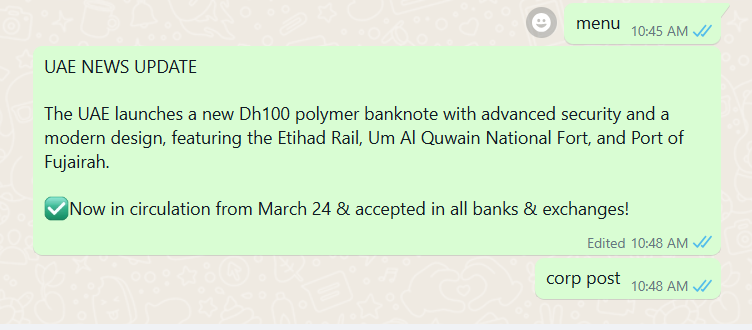 menu 10:45 AM
UAE NEWS UPDATE
The UAE launches a new Dh100 polymer banknote with advanced security and a
modern design, featuring the Etihad Rail, Um Al Quwain National Fort, and Port of
Fujairah.
✅Now in circulation from March 24 & accepted in all banks & exchanges!
Edited 10:48 AM
corp post 10:48 AM